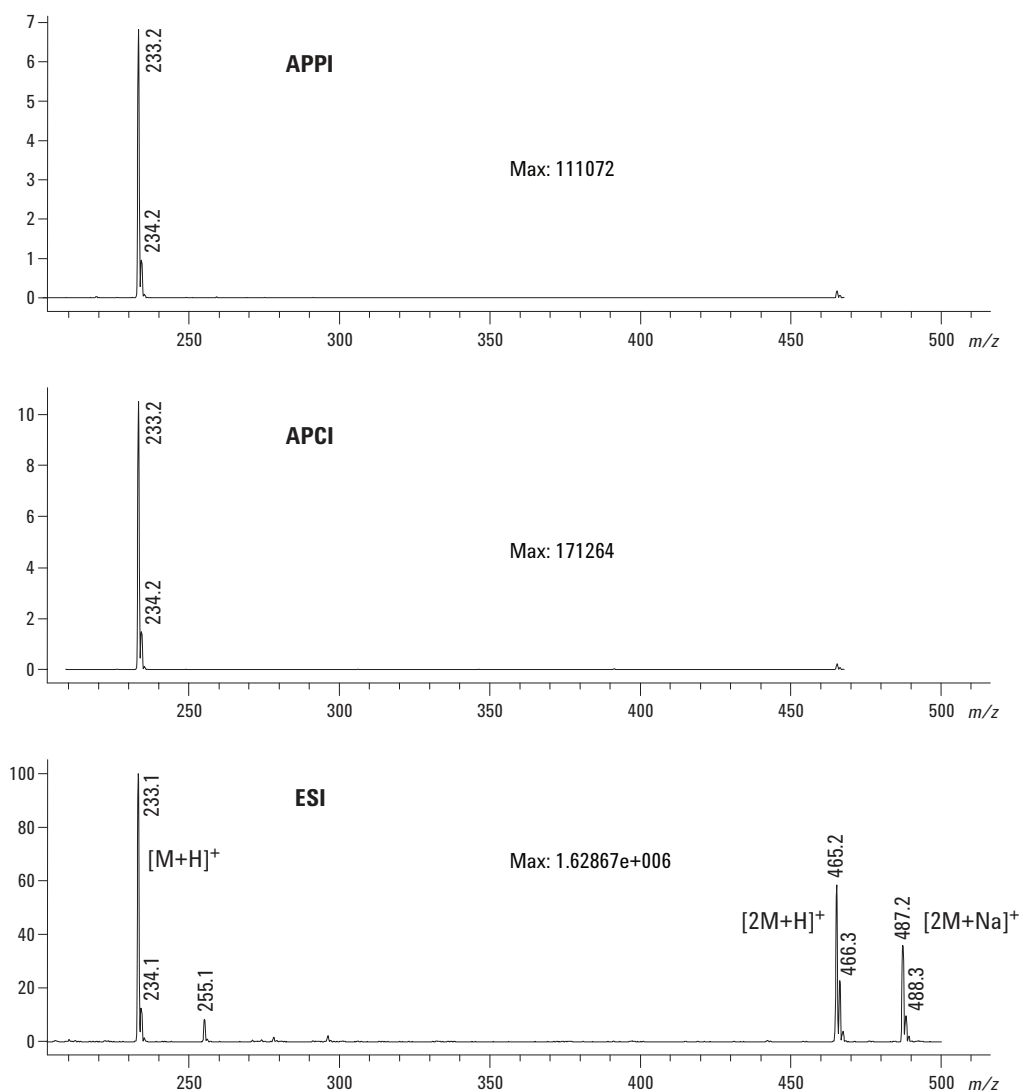 7
6
5
4
3
2
1
0
233.2
234.2
APPI
Max: 111072
250 300 350 400 450 500 m/z
10
8
6
4
2
0
233.2
234.2
APCI
Max: 171264
250 300 350 400 450 500 m/z
100
80
60
40
20
0
233.1
234.1
[M+H]+
255.1
ESI
Max: 1.62867e+006
[2M+H]+
465.2
466.3
487.2
488.3
[2M+Na]+
250 300 350 400 450 500 m/z